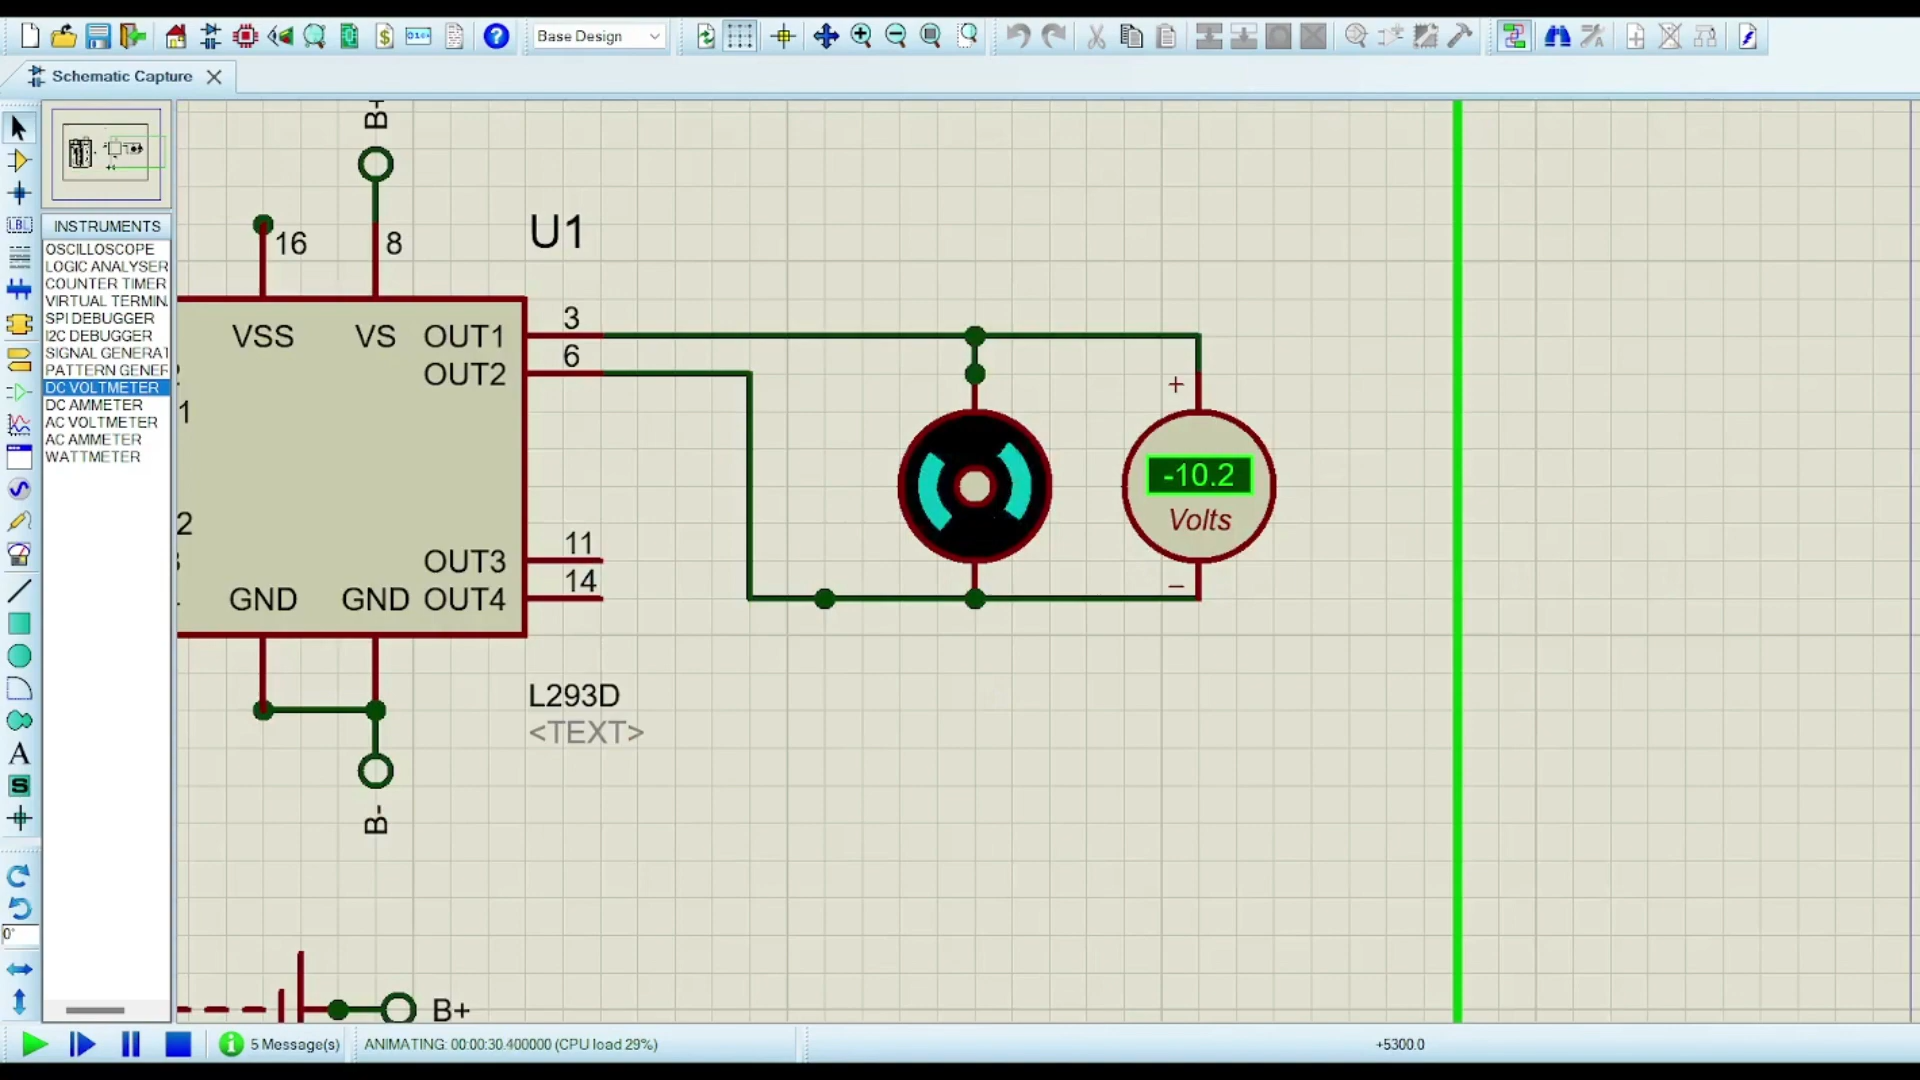 Base Design
Schematic Capture
INSTRUMENTS
OSCILLOSCOPE
LOGIC ANALYSER
COUNTER TIMER
VIRTUAL TERMIN
SPI DEBUGGER
I2C DEBUGGER
SIGNAL GENERAT
PATTERN GENER
DC VOLTMETER
DC AMMETER
AC VOLTMETER
AC AMMETER
WATTMETER
LBL
A
S
0°
B+
16
8
U1
VSS
VS
OUT1
3
OUT2
6
1
2
OUT3
11
GND
GND
OUT4
14
+
-10.2
Volts
−
L293D
<TEXT>
B-
B+
5 Message(s)
ANIMATING: 00:00:30.400000 (CPU load 29%)
+5300.0